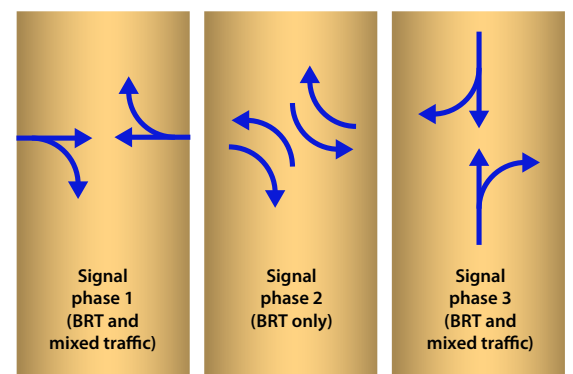 Signal
phase 1
(BRT and
mixed traffic)
Signal
phase 2
(BRT only)
Signal
phase 3
(BRT and
mixed traffic)